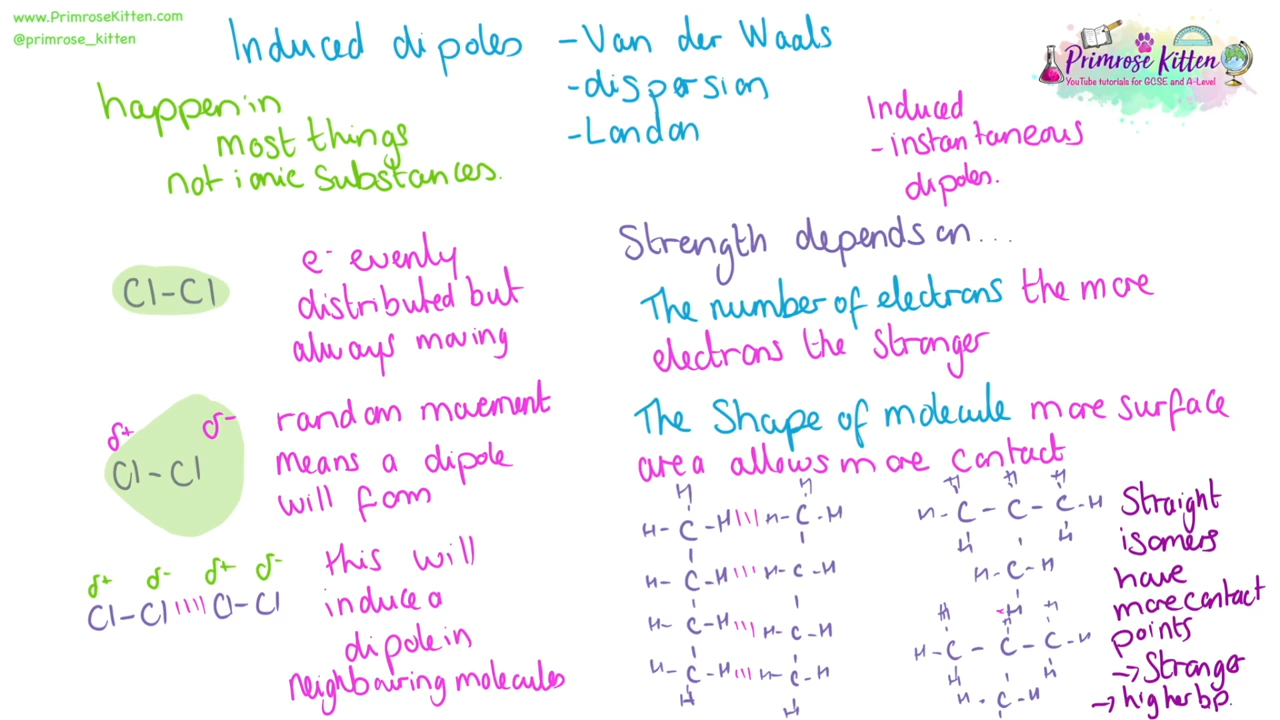 www.PrimroseKitten.com
@primrose_kitten
Induced dipoles
- Van der Waals
- dispersion
- London
Primrose Kitten
YouTube tutorials for GCSE and A-Level
happen in
most things
not ionic substances.
Induced
- instantaneous
dipoles.
Cl-Cl
e⁻ evenly
distributed but
always moving
δ+ δ-
Cl-Cl
random movement
means a dipole
will form
δ+ δ- δ+ δ-
Cl-Cl Cl-Cl
this will
induce a
dipole in
neighbouring molecules
Strength depends on...
The number of electrons the more
electrons the stronger
The Shape of molecule more surface
area allows more contact
H H
H-C-H H-C-H
H-C-H H-C-H
H-C-H H-C-H
H-C-H H-C-H
H H
H H H
H-C-C-C-H
H H
H-C-H
H
H H H
H-C-C-C-H
H H
H-C-H
Straight
isomers
have
more contact
points
→ Stronger
→ higher bp.